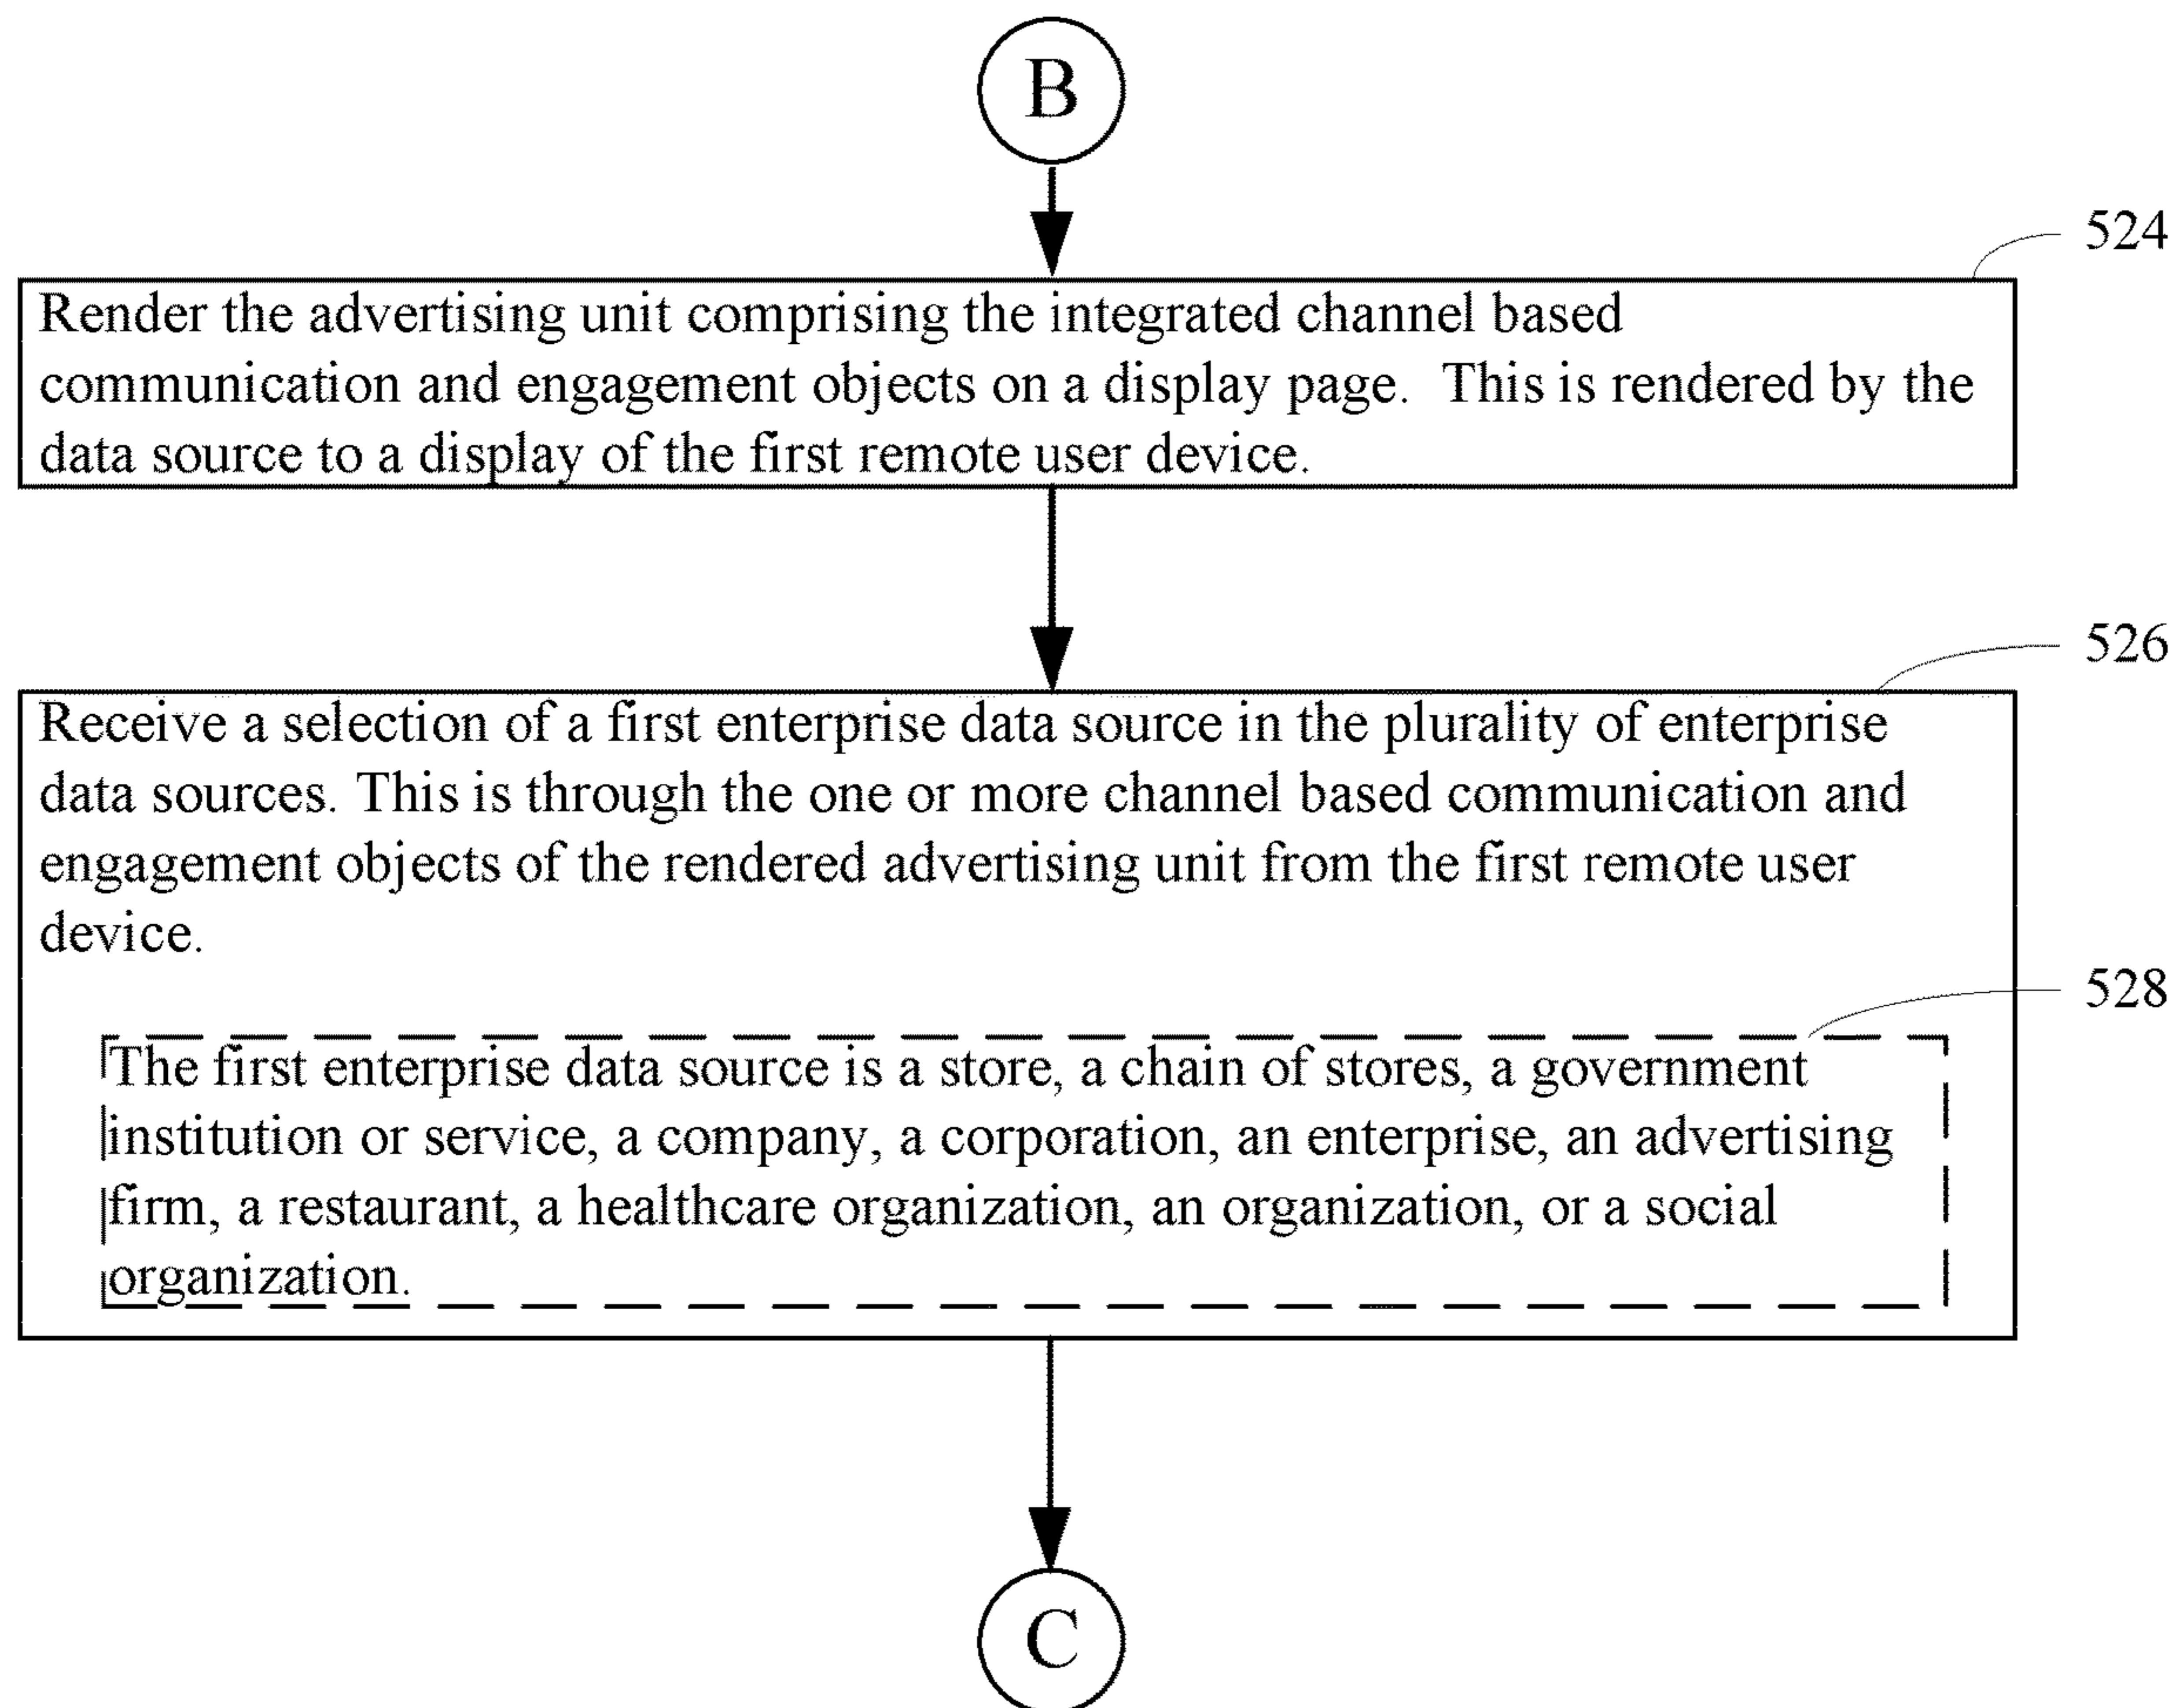 B
524
Render the advertising unit comprising the integrated channel based
communication and engagement objects on a display page.  This is rendered by the
data source to a display of the first remote user device.
526
Receive a selection of a first enterprise data source in the plurality of enterprise
data sources. This is through the one or more channel based communication and
engagement objects of the rendered advertising unit from the first remote user
device.
528
The first enterprise data source is a store, a chain of stores, a government
institution or service, a company, a corporation, an enterprise, an advertising
firm, a restaurant, a healthcare organization, an organization, or a social
organization.
C